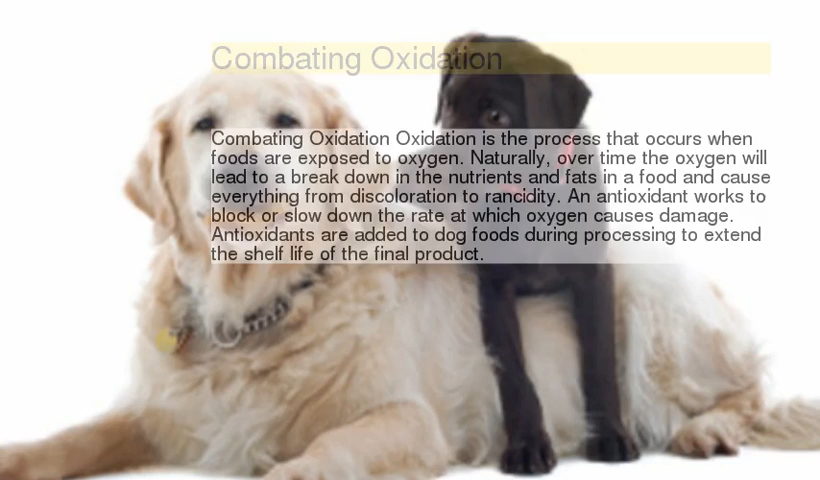 Combating Oxidation
Combating Oxidation Oxidation is the process that occurs when
foods are exposed to oxygen. Naturally, over time the oxygen will
lead to a break down in the nutrients and fats in a food and cause
everything from discoloration to rancidity. An antioxidant works to
block or slow down the rate at which oxygen causes damage.
Antioxidants are added to dog foods during processing to extend
the shelf life of the final product.